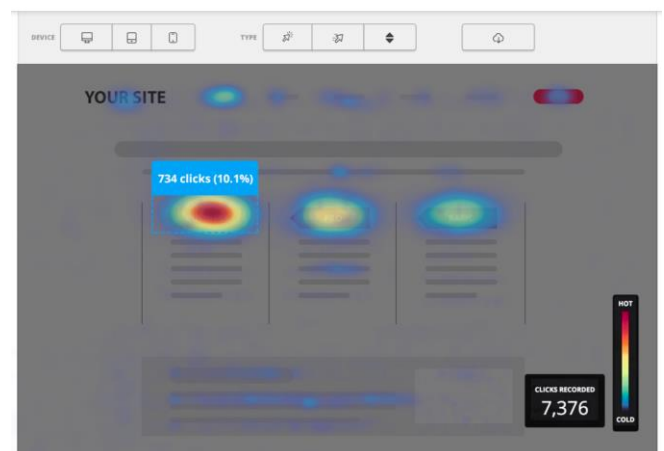 DEVICE
TYPE
YOUR SITE
734 clicks (10.1%)
HOT
CLICKS RECORDED
7,376
COLD